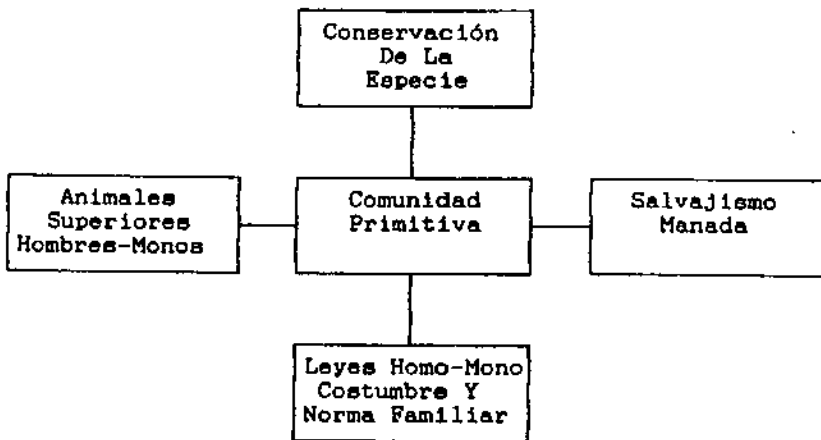 Conservación
De La
Especie
Animales
Superiores
Hombres-Monos
Comunidad
Primitiva
Salvajismo
Manada
Leyes Homo-Mono
Costumbre Y
Norma Familiar